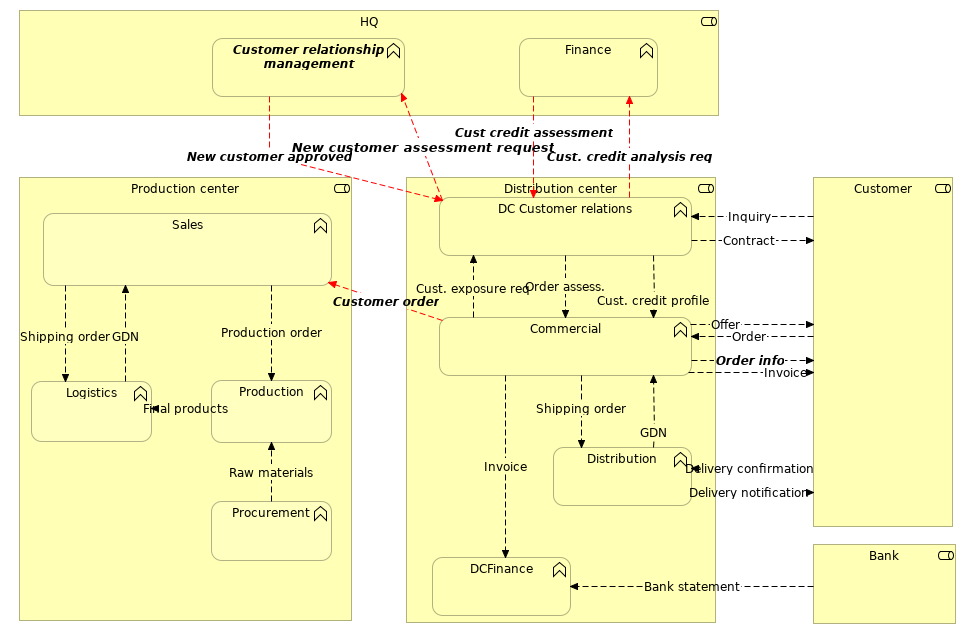 HQ
Customer relationship
management
Finance
Cust credit assessment
New customer assessment request
New customer approved
Cust. credit analysis req
Production center
Distribution center
Customer
Sales
DC Customer relations
Inquiry
Contract
Cust. exposure req
Order assess.
Cust. credit profile
Customer order
Shipping order
GDN
Production order
Commercial
Offer
Order
Order info
Invoice
Logistics
Production
Final products
Shipping order
GDN
Raw materials
Invoice
Distribution
Delivery confirmation
Delivery notification
Procurement
DCFinance
Bank
Bank statement